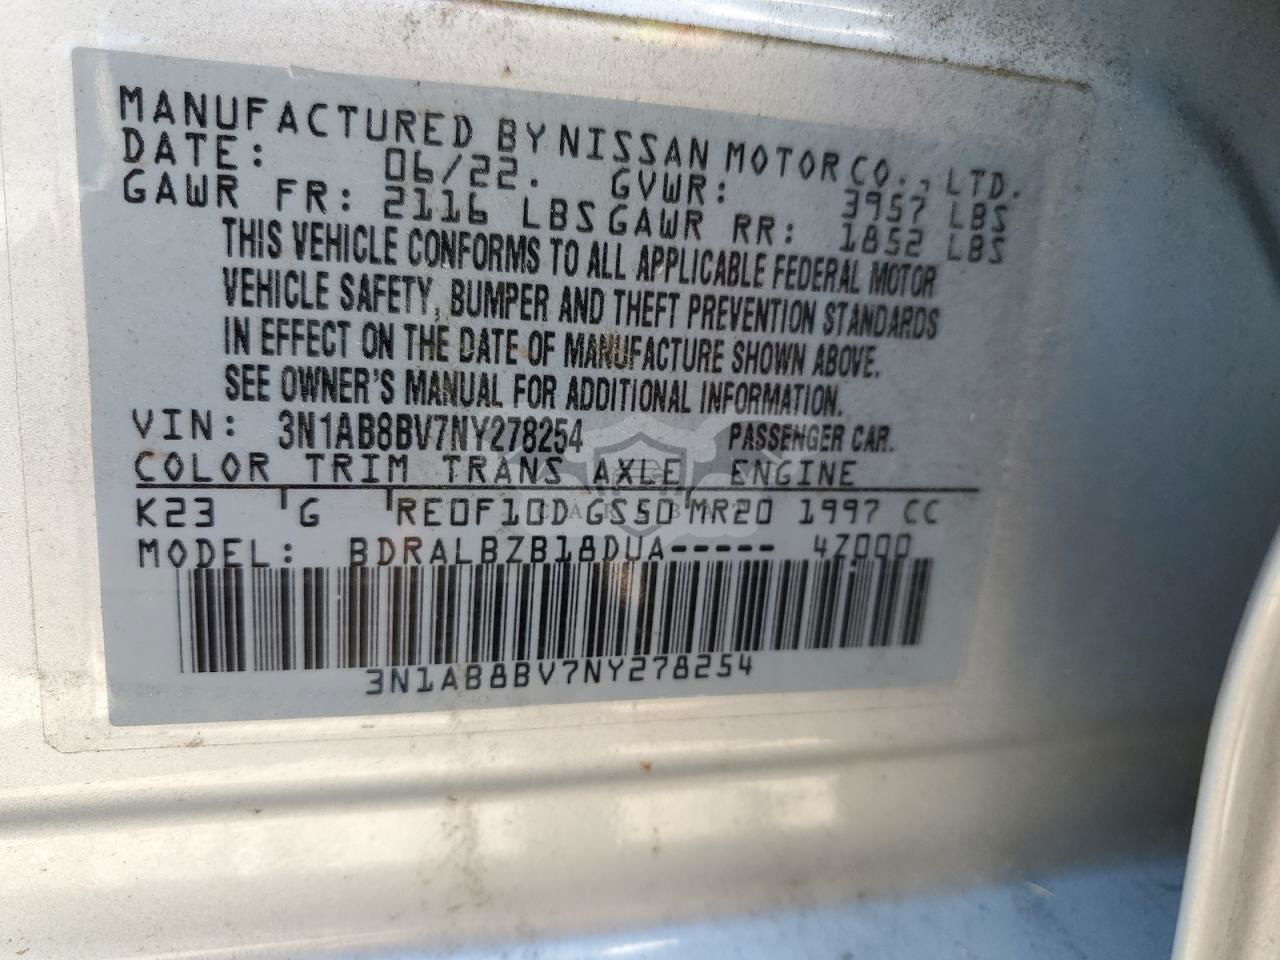 MANUFACTURED BY NISSAN MOTOR CO., LTD.
DATE: 06/22. GVWR: 3957 LBS
GAWR FR: 2116 LBS GAWR RR: 1852 LBS
THIS VEHICLE CONFORMS TO ALL APPLICABLE FEDERAL MOTOR
VEHICLE SAFETY, BUMPER AND THEFT PREVENTION STANDARDS
IN EFFECT ON THE DATE OF MANUFACTURE SHOWN ABOVE.
SEE OWNER'S MANUAL FOR ADDITIONAL INFORMATION.
VIN: 3N1AB8BV7NY278254 PASSENGER CAR.
COLOR TRIM TRANS AXLE ENGINE
K23 G RE0F10D GS50 MR20 1997 CC
MODEL: BDRALBZB18DUA----- 4Z000
3N1AB8BV7NY278254